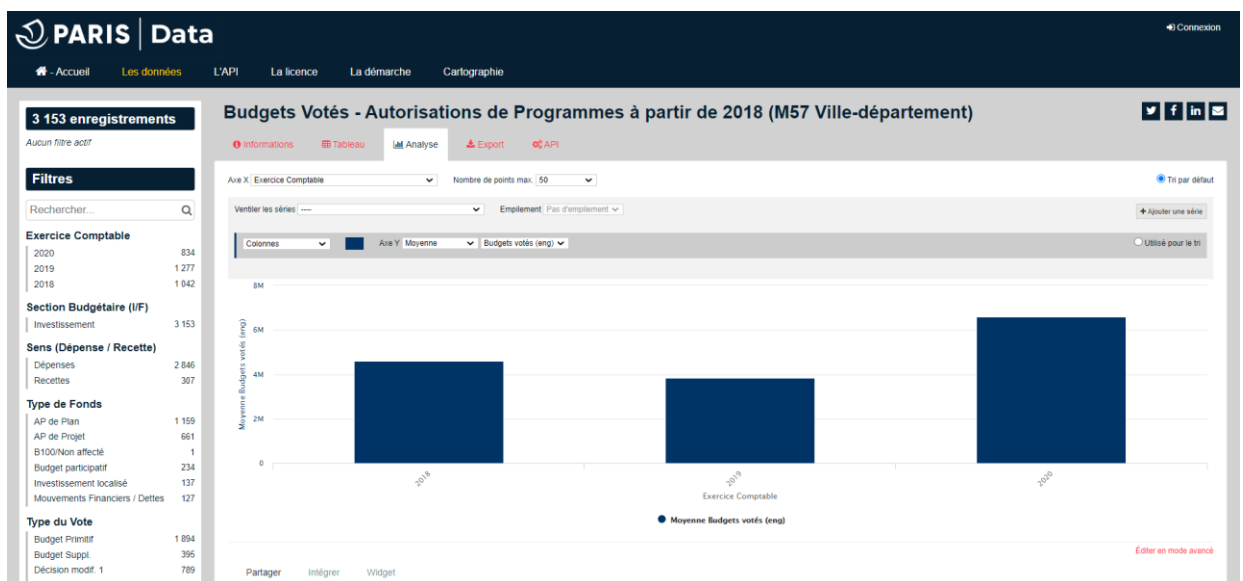 PARIS | Data
Connexion
- Accueil Les données L'API La licence La démarche Cartographie
3 153 enregistrements
Aucun filtre actif
Filtres
Rechercher...
Exercice Comptable
2020 834
2019 1 277
2018 1 042
Section Budgétaire (I/F)
Investissement 3 153
Sens (Dépense / Recette)
Dépenses 2 846
Recettes 307
Type de Fonds
AP de Plan 1 159
AP de Projet 661
B100/Non affecté 1
Budget participatif 234
Investissement localisé 137
Mouvements Financiers / Dettes 127
Type du Vote
Budget Primitif 1 894
Budget Suppl. 395
Décision modif. 1 789
Budgets Votés - Autorisations de Programmes à partir de 2018 (M57 Ville-département)
Informations Tableau Analyse Export API
Axe X Exercice Comptable Nombre de points max. 50 Tri par défaut
Ventiler les séries ---- Empilement Pas d'empilement + Ajouter une série
Colonnes Axe Y Moyenne Budgets votés (eng) Utilisé pour le tri
8M
6M
4M
2M
0
Moyenne Budgets votés (eng)
2018 2019 2020
Exercice Comptable
Moyenne Budgets votés (eng)
Éditer en mode avancé
Partager Intégrer Widget